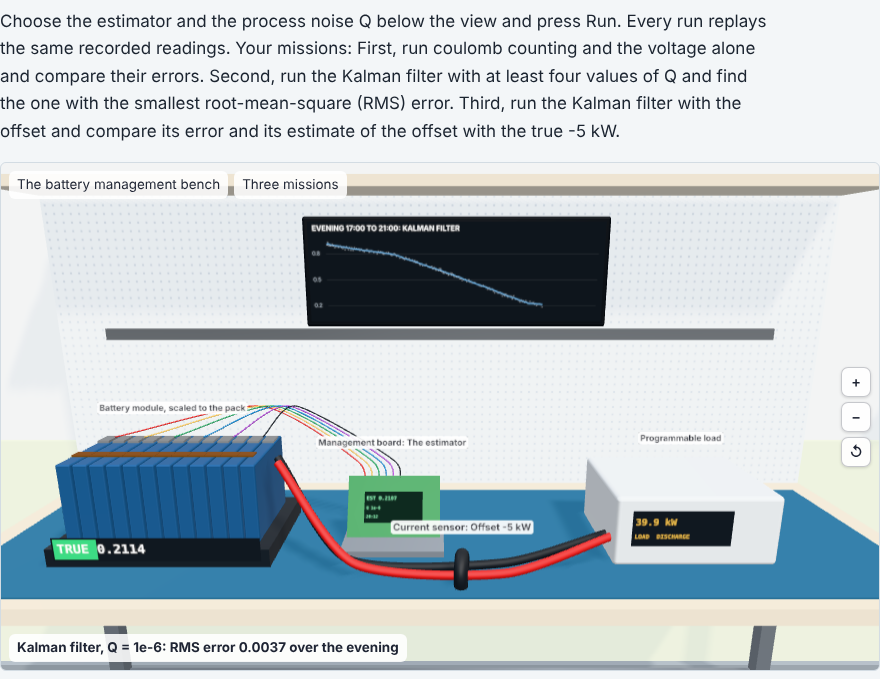 Choose the estimator and the process noise Q below the view and press Run. Every run replays
the same recorded readings. Your missions: First, run coulomb counting and the voltage alone
and compare their errors. Second, run the Kalman filter with at least four values of Q and find
the one with the smallest root-mean-square (RMS) error. Third, run the Kalman filter with the
offset and compare its error and its estimate of the offset with the true -5 kW.
The battery management bench
Three missions
EVENING 17:00 TO 21:00: KALMAN FILTER
0.8
0.5
0.2
+
−
Battery module, scaled to the pack
Management board: The estimator
Programmable load
EST 0.2107
Current sensor: Offset -5 kW
39.9 kW
LOAD DISCHARGE
TRUE 0.2114
Kalman filter, Q = 1e-6: RMS error 0.0037 over the evening